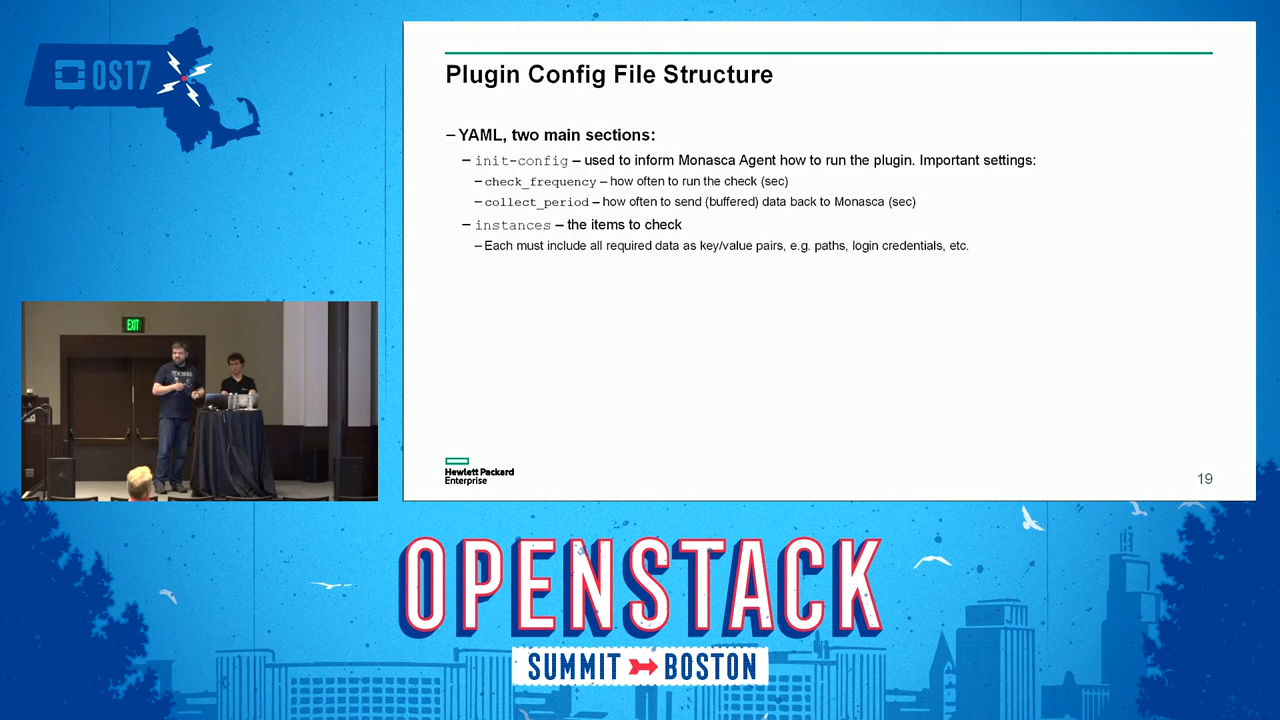 OS17
Plugin Config File Structure
– YAML, two main sections:
– init-config – used to inform Monasca Agent how to run the plugin. Important settings:
– check_frequency – how often to run the check (sec)
– collect_period – how often to send (buffered) data back to Monasca (sec)
– instances – the items to check
– Each must include all required data as key/value pairs, e.g. paths, login credentials, etc.
EXIT
Hewlett Packard
Enterprise
19
OPENSTACK
SUMMIT BOSTON